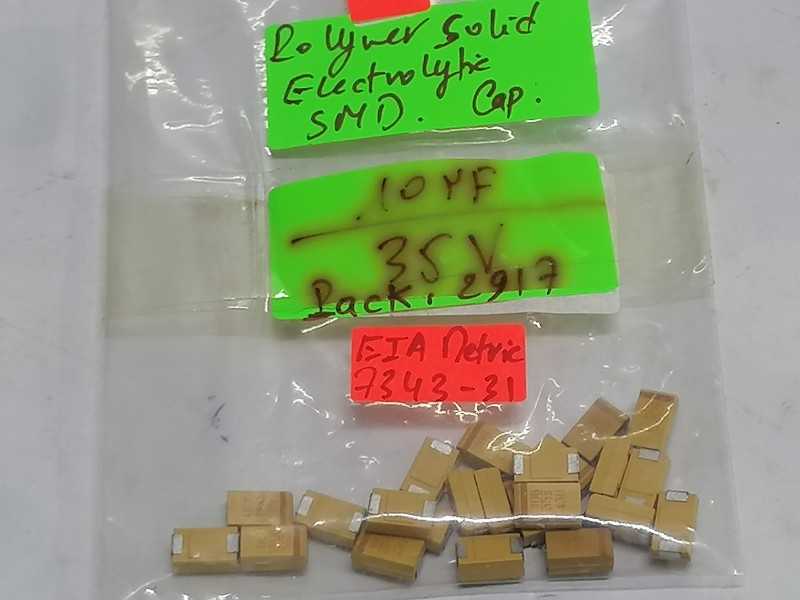 Polymer Solid
Electrolytic
SMD. Cap.
10 µF
35 V
Pack. 2917
EIA Metric
7343-31